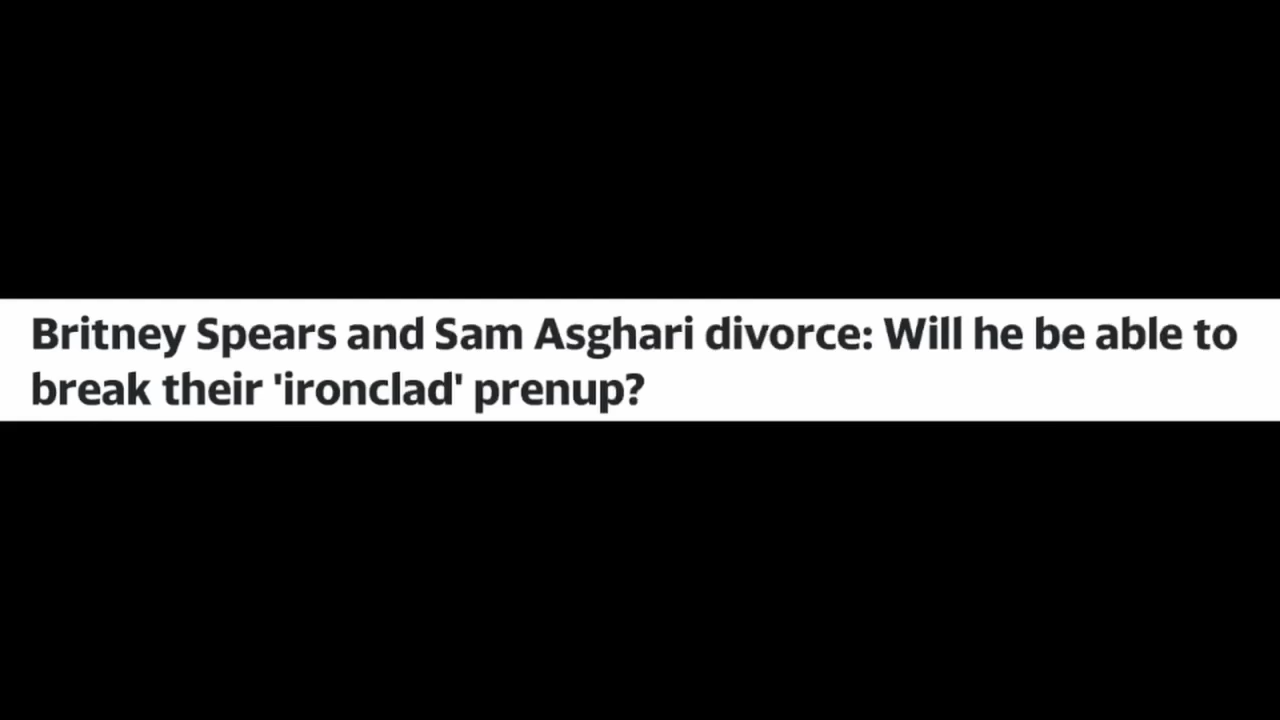 Britney Spears and Sam Asghari divorce: Will he be able to
break their 'ironclad' prenup?